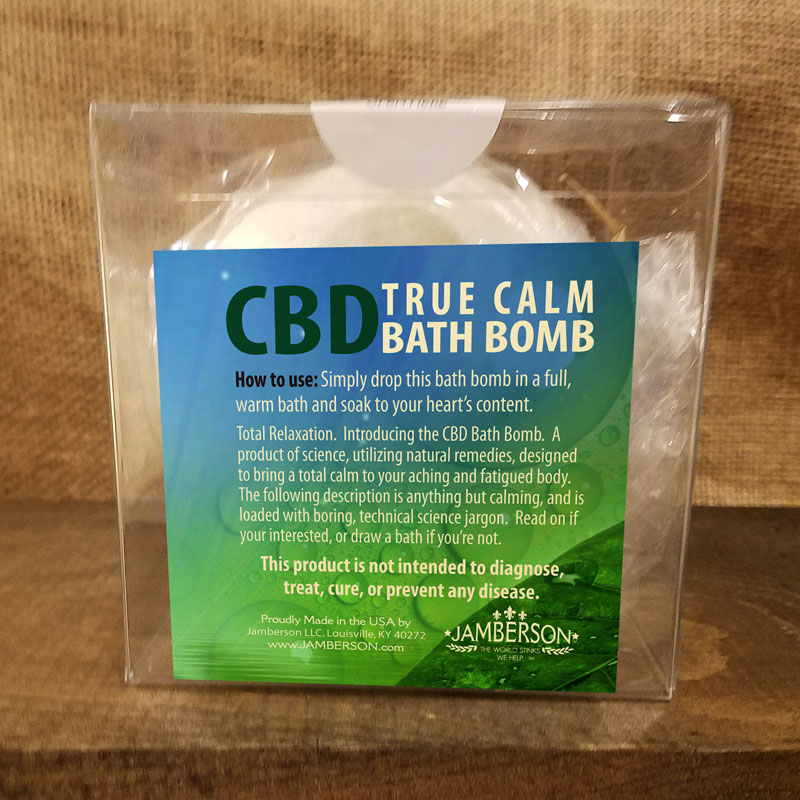 CBD TRUE CALM
BATH BOMB
How to use: Simply drop this bath bomb in a full,
warm bath and soak to your heart's content.
Total Relaxation. Introducing the CBD Bath Bomb. A
product of science, utilizing natural remedies, designed
to bring a total calm to your aching and fatigued body.
The following description is anything but calming, and is
loaded with boring, technical science jargon. Read on if
your interested, or draw a bath if you're not.
This product is not intended to diagnose,
treat, cure, or prevent any disease.
Proudly Made in the USA by
Jamberson LLC. Louisville, KY 40272
www.JAMBERSON.com
JAMBERSON
THE WORLD STINKS
WE HELP.